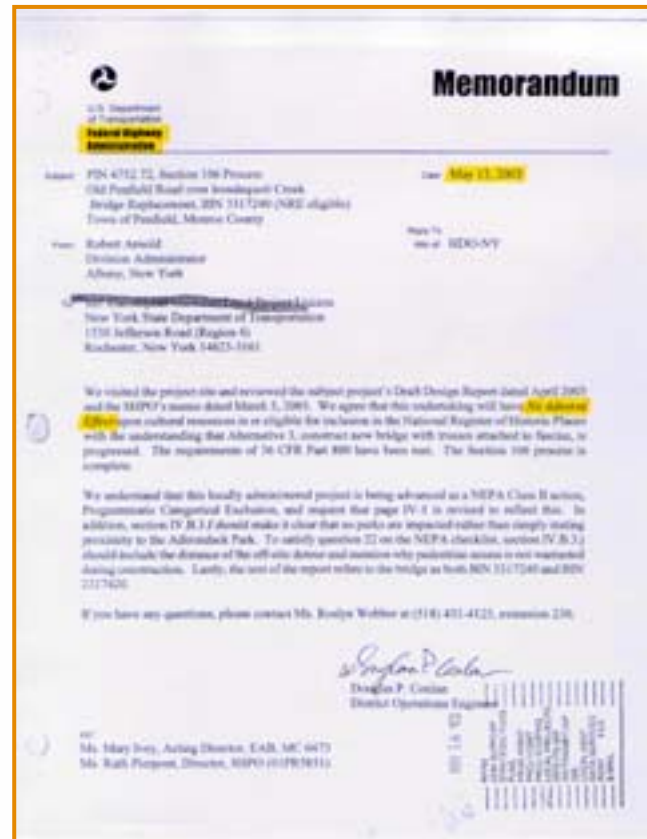 Memorandum
U.S. Department
of Transportation
Federal Highway
Administration
Subject PIN 4752.72, Section 106 Process
Old Penfield Road over Irondequoit Creek
Bridge Replacement, BIN 3317240 (NRE eligible)
Town of Penfield, Monroe County
Date May 13, 2003
From Robert Arnold
Division Administrator
Albany, New York
Reply To
Attn of HDO-NY
New York State Department of Transportation
1530 Jefferson Road (Region 4)
Rochester, New York 14623-3161
We visited the project site and reviewed the subject project's Draft Design Report dated April 2003
and the SHPO's memo dated March 5, 2003. We agree that this undertaking will have No Adverse
Effect upon cultural resources in or eligible for inclusion in the National Register of Historic Places
with the understanding that Alternative 3, construct new bridge with trusses attached to fascias, is
progressed. The requirements of 36 CFR Part 800 have been met. The Section 106 process is
complete.
We understand that this locally administered project is being advanced as a NEPA Class II action,
Programmatic Categorical Exclusion, and request that page IV-1 is revised to reflect this. In
addition, section IV.B.3.f should make it clear that no parks are impacted rather than simply stating
proximity to the Adirondack Park. To satisfy question 22 on the NEPA checklist, section IV.B.3.j
should include the distance of the off-site detour and mention why pedestrian access is not warranted
during construction. Lastly, the text of the report refers to the bridge as both BIN 3317240 and BIN
If you have any questions, please contact Ms. Roslyn Webber at (518) 431-4125, extension 236.
Douglas P. Conlan
District Operations Engineer
cc:
Ms. Mary Ivey, Acting Director, EAB, MC
Ms. Ruth Pierpont, Director, SHPO